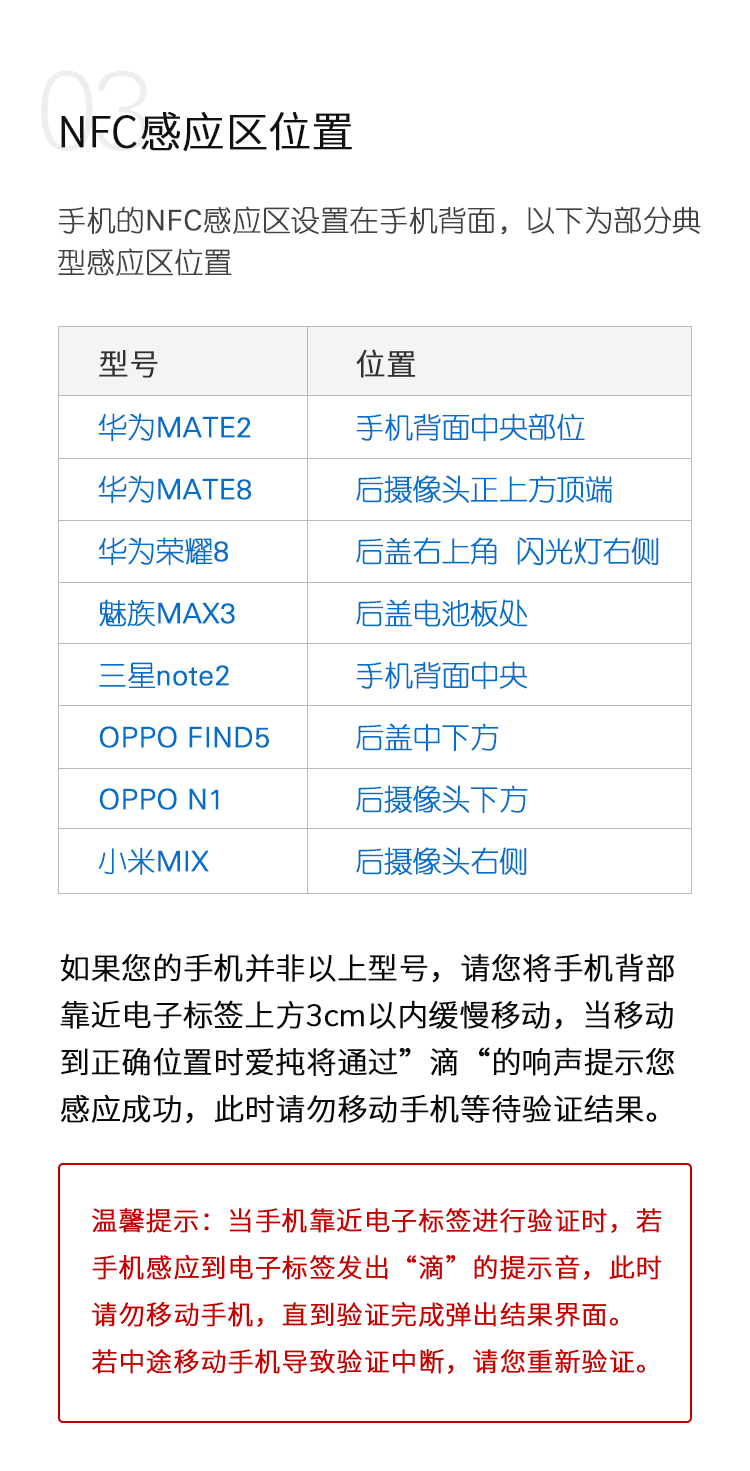 03
NFC感应区位置
手机的NFC感应区设置在手机背面，以下为部分典
型感应区位置
型号 位置
华为MATE2 手机背面中央部位
华为MATE8 后摄像头正上方顶端
华为荣耀8 后盖右上角 闪光灯右侧
魅族MAX3 后盖电池板处
三星note2 手机背面中央
OPPO FIND5 后盖中下方
OPPO N1 后摄像头下方
小米MIX 后摄像头右侧
如果您的手机并非以上型号，请您将手机背部
靠近电子标签上方3cm以内缓慢移动，当移动
到正确位置时爱扽将通过”滴“的响声提示您
感应成功，此时请勿移动手机等待验证结果。
温馨提示：当手机靠近电子标签进行验证时，若
手机感应到电子标签发出“滴”的提示音，此时
请勿移动手机，直到验证完成弹出结果界面。
若中途移动手机导致验证中断，请您重新验证。